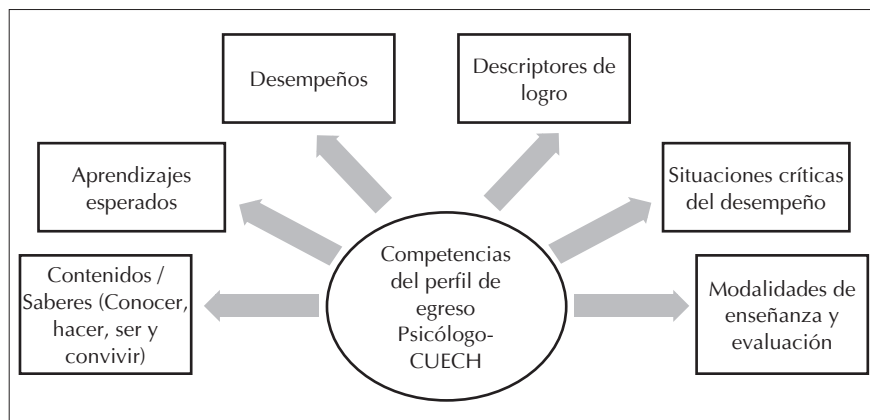 Desempeños
Descriptores de
logro
Aprendizajes
esperados
Situaciones críticas
del desempeño
Contenidos /
Saberes (Conocer,
hacer, ser y
convivir)
Competencias
del perfil de
egreso
Psicólogo-
CUECH
Modalidades de
enseñanza y
evaluación